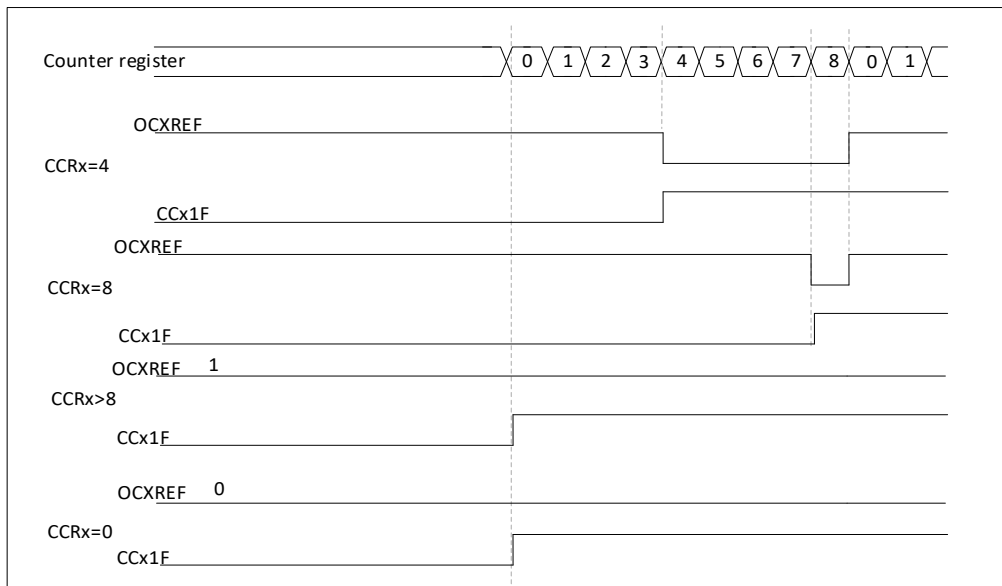 Counter register 0 1 2 3 4 5 6 7 8 0 1
OCXREF
CCRx=4
CCx1F
OCXREF
CCRx=8
CCx1F
OCXREF 1
CCRx>8
CCx1F
OCXREF 0
CCRx=0
CCx1F